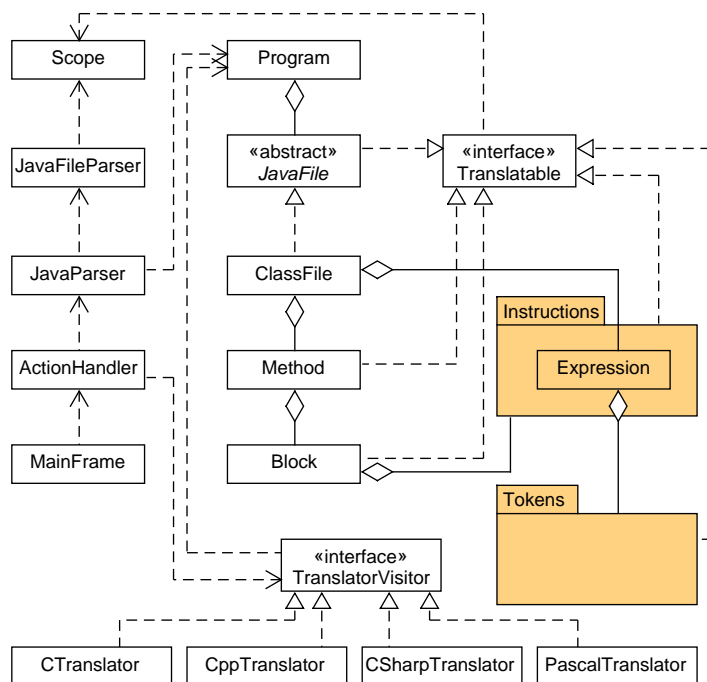 Scope
Program
«abstract»
JavaFile
«interface»
Translatable
JavaFileParser
JavaParser
ClassFile
Instructions
ActionHandler
Method
Expression
MainFrame
Block
Tokens
«interface»
TranslatorVisitor
CTranslator
CppTranslator
CSharpTranslator
PascalTranslator